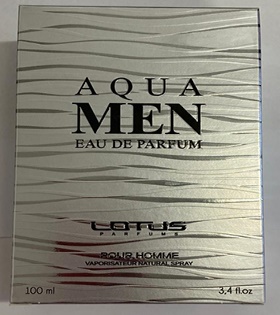 AQUA
MEN
EAU DE PARFUM
LOTUS
PARFUMS
POUR HOMME
VAPORISATEUR NATURAL SPRAY
100 ml 3,4 fl.oz